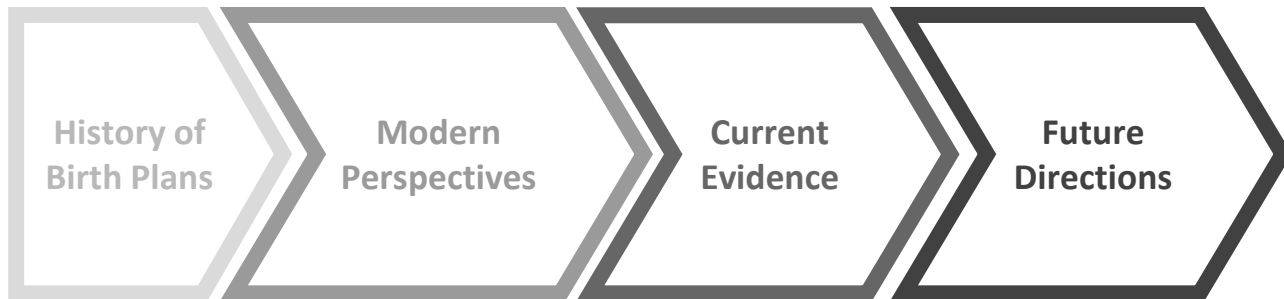 History of
Birth Plans
Modern
Perspectives
Current
Evidence
Future
Directions